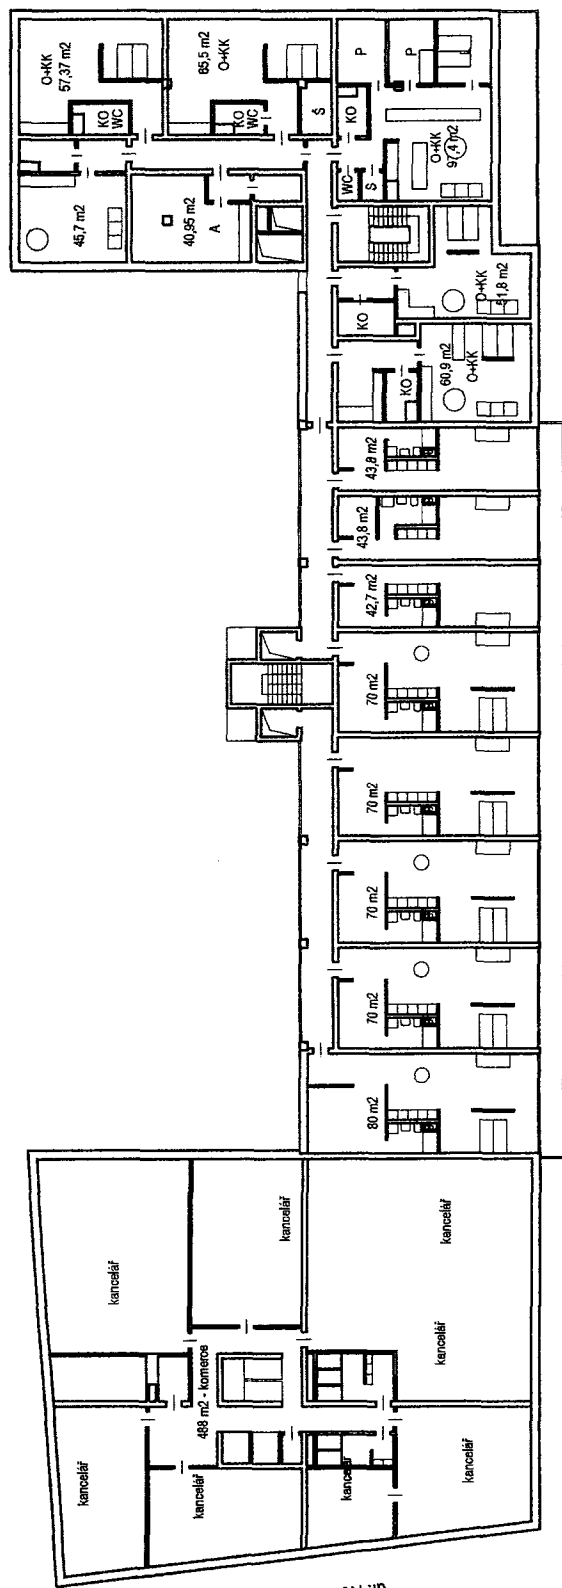 O+KK
57,37 m2
KO
WC
65,5 m2
O+KK
KO
WC
Š
P
P
KO
O+KK
97,4 m2
WC
Š
45,7 m2
40,95 m2
A
O+KK
51,8 m2
KO
60,9 m2
O+KK
KO
43,8 m2
43,8 m2
42,7 m2
70 m2
70 m2
70 m2
70 m2
80 m2
kancelář
kancelář
kancelář
kancelář
488 m2 - komerce
kancelář
kancelář
kancelář
kancelář